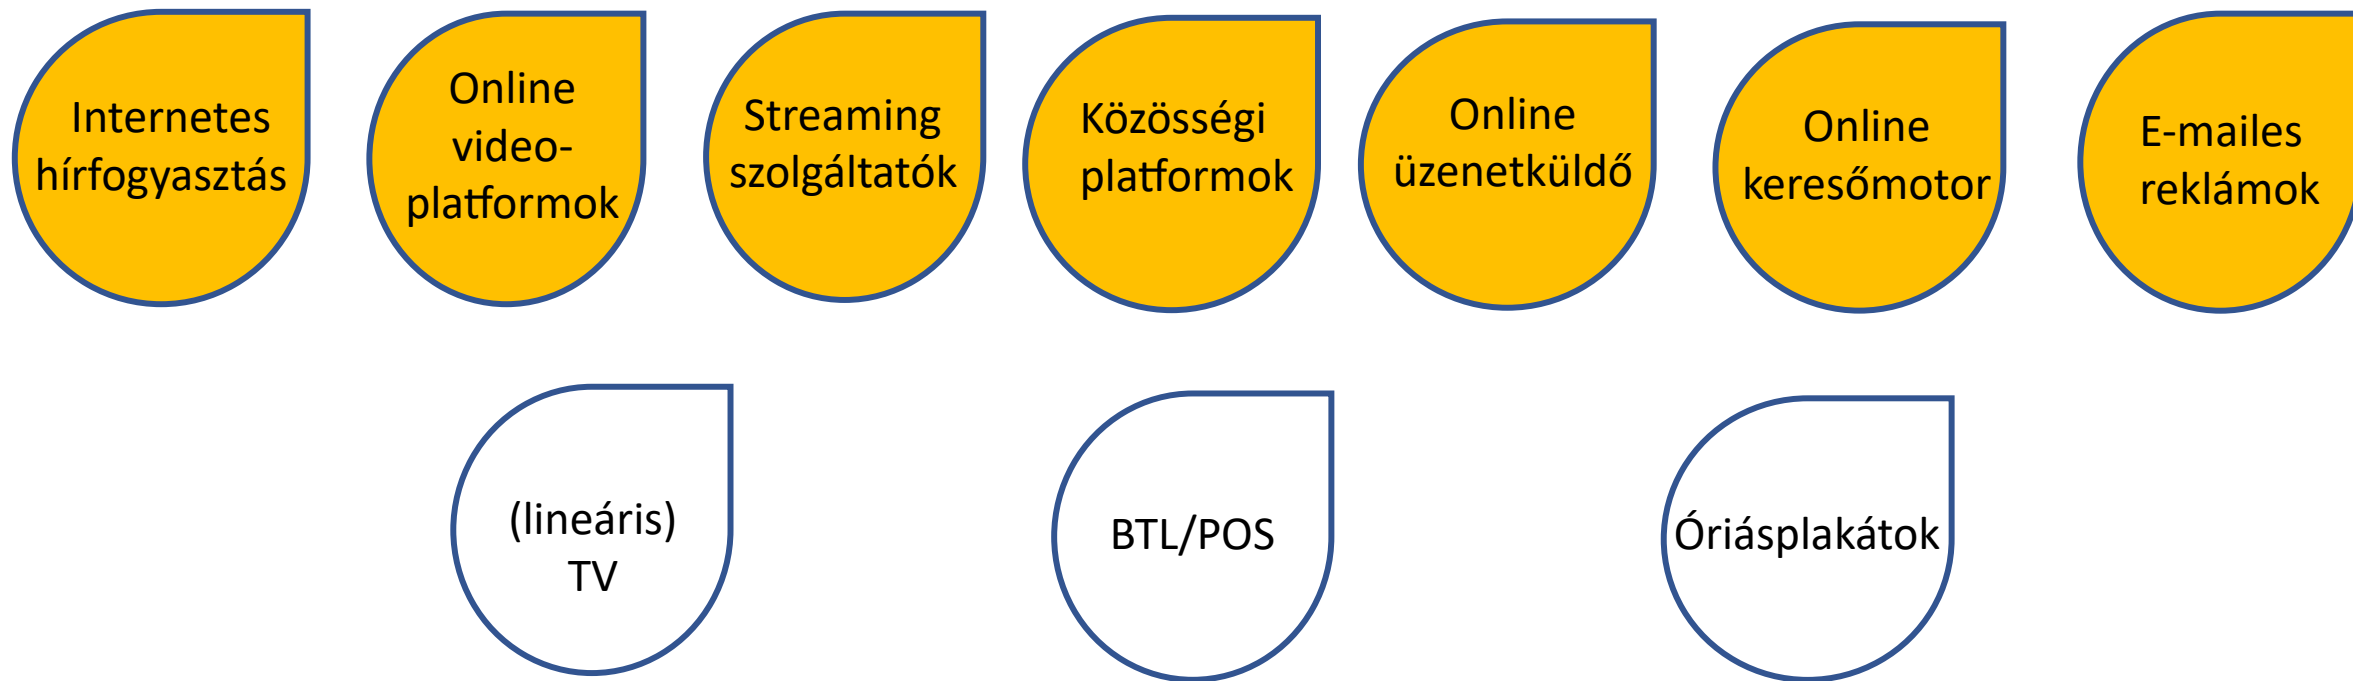 Internetes
hírfogyasztás
Online
video-
platformok
Streaming
szolgáltatók
Közösségi
platformok
Online
üzenetküldő
Online
keresőmotor
E-mailes
reklámok
(lineáris)
TV
BTL/POS
Óriásplakátok